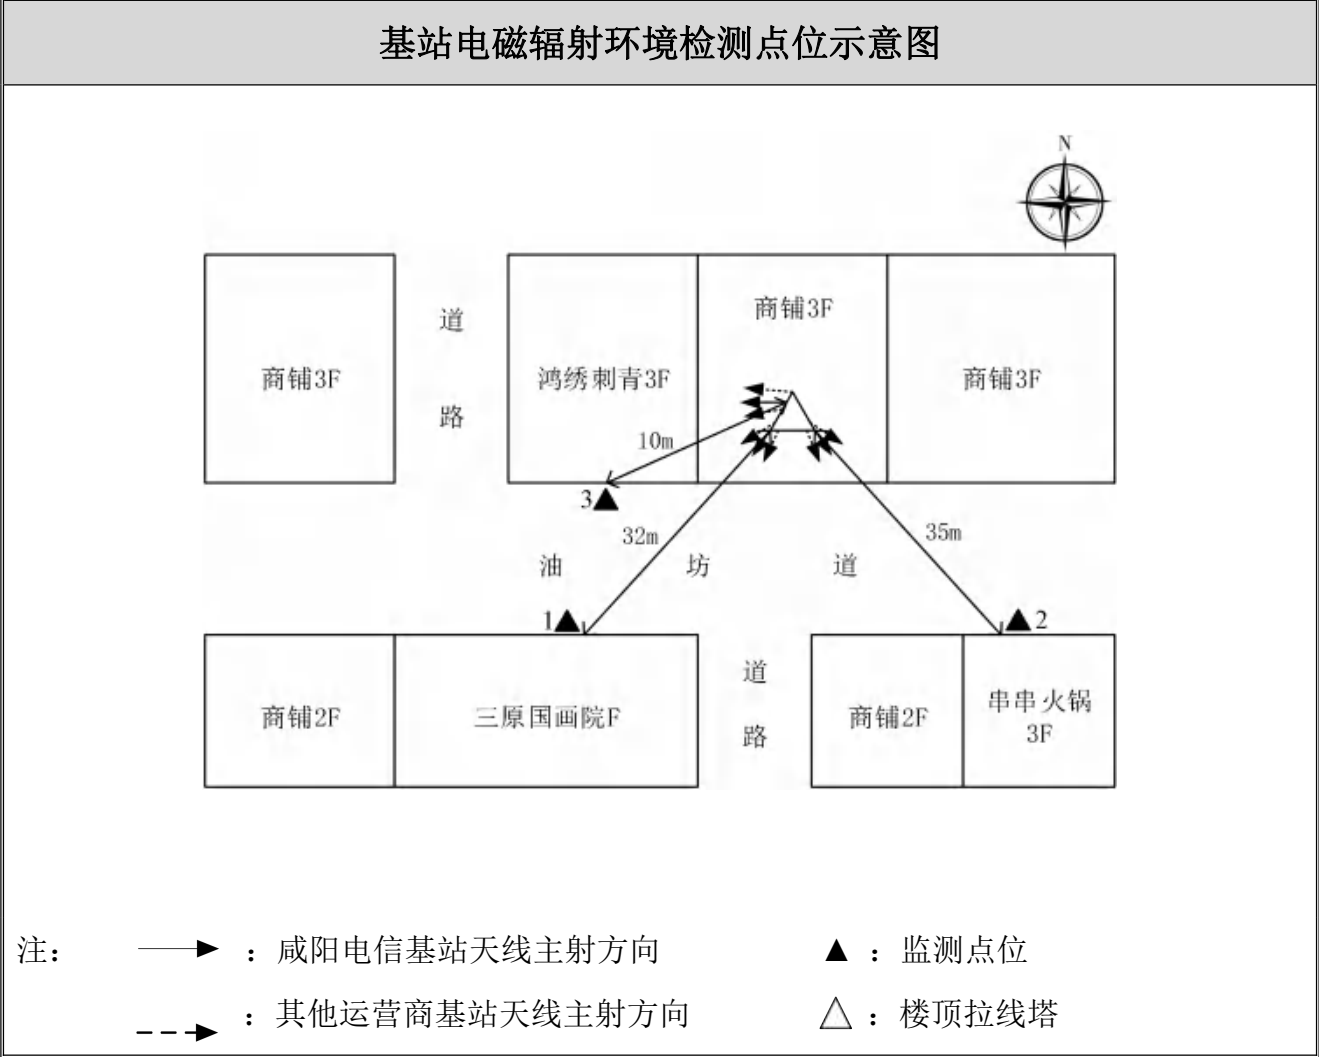 基站电磁辐射环境检测点位示意图
N
商铺3F
道
路
鸿绣刺青3F
商铺3F
商铺3F
10m
3
32m
35m
油 坊 道
1
2
商铺2F
三原国画院F
道
路
商铺2F
串串火锅
3F
注：
：咸阳电信基站天线主射方向
：监测点位
：其他运营商基站天线主射方向
：楼顶拉线塔